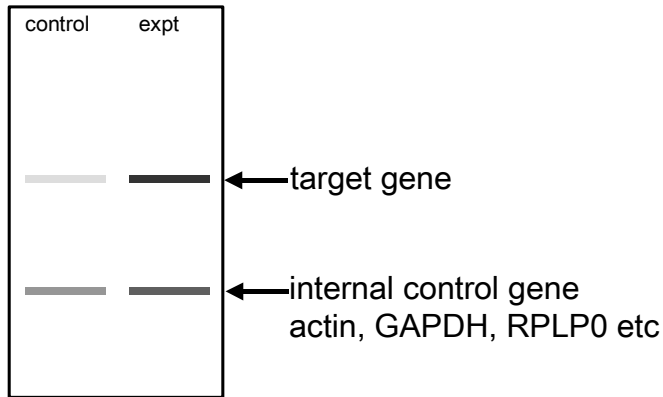 control expt
target gene
internal control gene
actin, GAPDH, RPLP0 etc